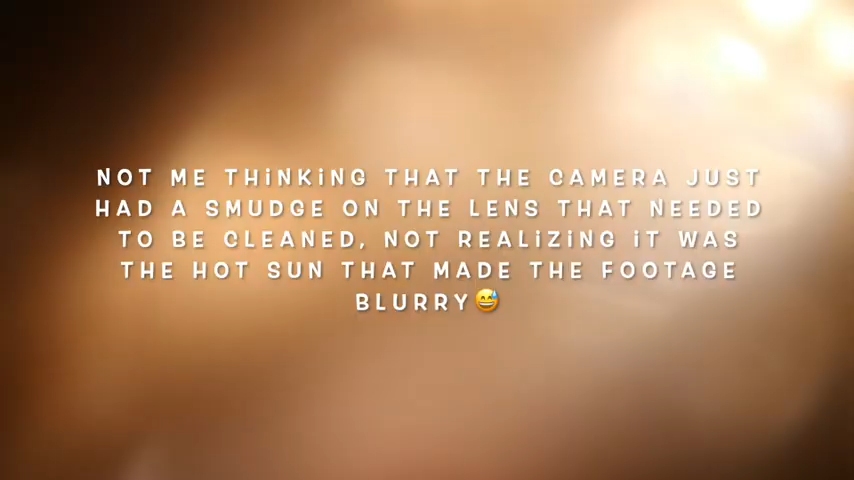 NOT ME THiNKiNG THAT THE CAMERA JUST
HAD A SMUDGE ON THE LENS THAT NEEDED
TO BE CLEANED, NOT REALiZiNG iT WAS
THE HOT SUN THAT MADE THE FOOTAGE
BLURRY😅